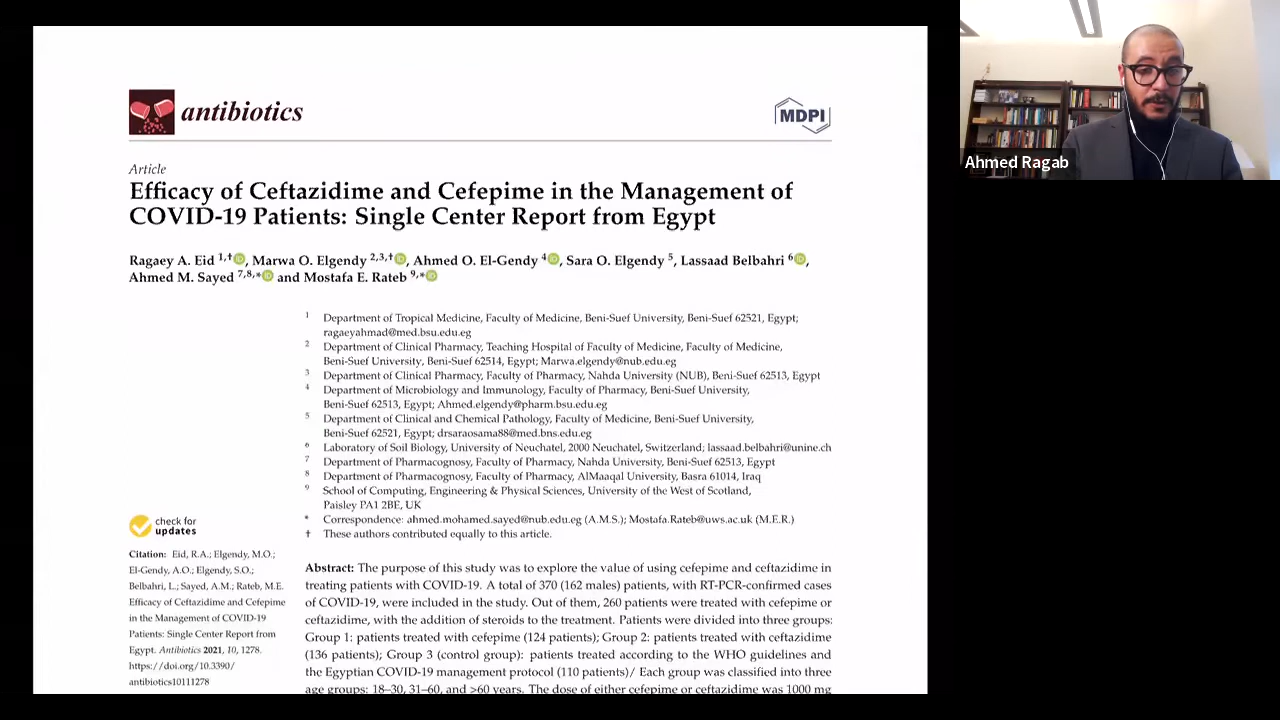 antibiotics
MDPI
Article
Efficacy of Ceftazidime and Cefepime in the Management of
COVID-19 Patients: Single Center Report from Egypt
Ragaey A. Eid 1,†, Marwa O. Elgendy 2,3,†, Ahmed O. El-Gendy 4, Sara O. Elgendy 5, Lassaad Belbahri 6,
Ahmed M. Sayed 7,8,* and Mostafa E. Rateb 9,*
1 Department of Tropical Medicine, Faculty of Medicine, Beni-Suef University, Beni-Suef 62521, Egypt;
ragaeyahmad@med.bsu.edu.eg
2 Department of Clinical Pharmacy, Teaching Hospital of Faculty of Medicine, Faculty of Medicine,
Beni-Suef University, Beni-Suef 62514, Egypt; Marwa.elgendy@nub.edu.eg
3 Department of Clinical Pharmacy, Faculty of Pharmacy, Nahda University (NUB), Beni-Suef 62513, Egypt
4 Department of Microbiology and Immunology, Faculty of Pharmacy, Beni-Suef University,
Beni-Suef 62513, Egypt; Ahmed.elgendy@pharm.bsu.edu.eg
5 Department of Clinical and Chemical Pathology, Faculty of Medicine, Beni-Suef University,
Beni-Suef 62521, Egypt; drsaraosama88@med.bns.edu.eg
6 Laboratory of Soil Biology, University of Neuchatel, 2000 Neuchatel, Switzerland; lassaad.belbahri@unine.ch
7 Department of Pharmacognosy, Faculty of Pharmacy, Nahda University, Beni-Suef 62513, Egypt
8 Department of Pharmacognosy, Faculty of Pharmacy, AlMaaqal University, Basra 61014, Iraq
9 School of Computing, Engineering & Physical Sciences, University of the West of Scotland,
Paisley PA1 2BE, UK
* Correspondence: ahmed.mohamed.sayed@nub.edu.eg (A.M.S.); Mostafa.Rateb@uws.ac.uk (M.E.R.)
† These authors contributed equally to this article.
check for
updates
Citation: Eid, R.A.; Elgendy, M.O.;
El-Gendy, A.O.; Elgendy, S.O.;
Belbahri, L.; Sayed, A.M.; Rateb, M.E.
Efficacy of Ceftazidime and Cefepime
in the Management of COVID-19
Patients: Single Center Report from
Egypt. Antibiotics 2021, 10, 1278.
https://doi.org/10.3390/
antibiotics10111278
Abstract: The purpose of this study was to explore the value of using cefepime and ceftazidime in
treating patients with COVID-19. A total of 370 (162 males) patients, with RT-PCR-confirmed cases
of COVID-19, were included in the study. Out of them, 260 patients were treated with cefepime or
ceftazidime, with the addition of steroids to the treatment. Patients were divided into three groups:
Group 1: patients treated with cefepime (124 patients); Group 2: patients treated with ceftazidime
(136 patients); Group 3 (control group): patients treated according to the WHO guidelines and
the Egyptian COVID-19 management protocol (110 patients)/ Each group was classified into three
age groups: 18–30, 31–60, and >60 years. The dose of either cefepime or ceftazidime was 1000 mg
Ahmed Ragab